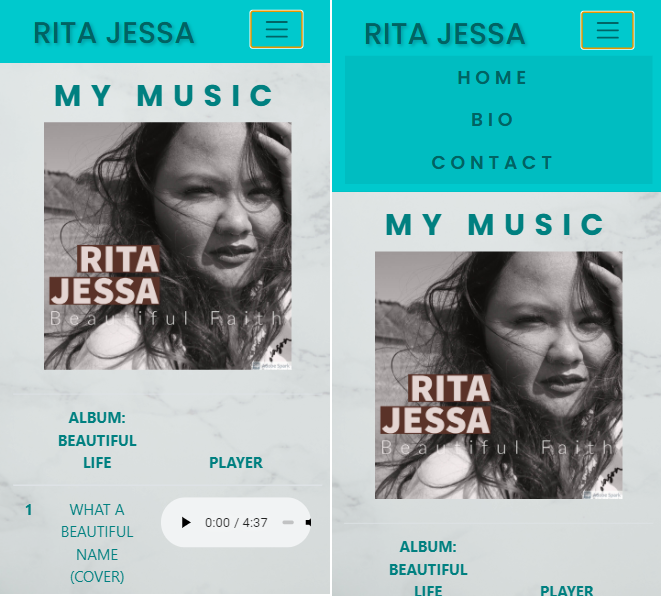 RITA JESSA
MY MUSIC
RITA
JESSA
Beautiful Faith
Adobe Spark
ALBUM:
BEAUTIFUL
LIFE
PLAYER
1
WHAT A
BEAUTIFUL
NAME
(COVER)
0:00 / 4:37
RITA JESSA
HOME
BIO
CONTACT
MY MUSIC
RITA
JESSA
Beautiful Faith
Adobe Spark
ALBUM:
BEAUTIFUL
LIFE
PLAYER